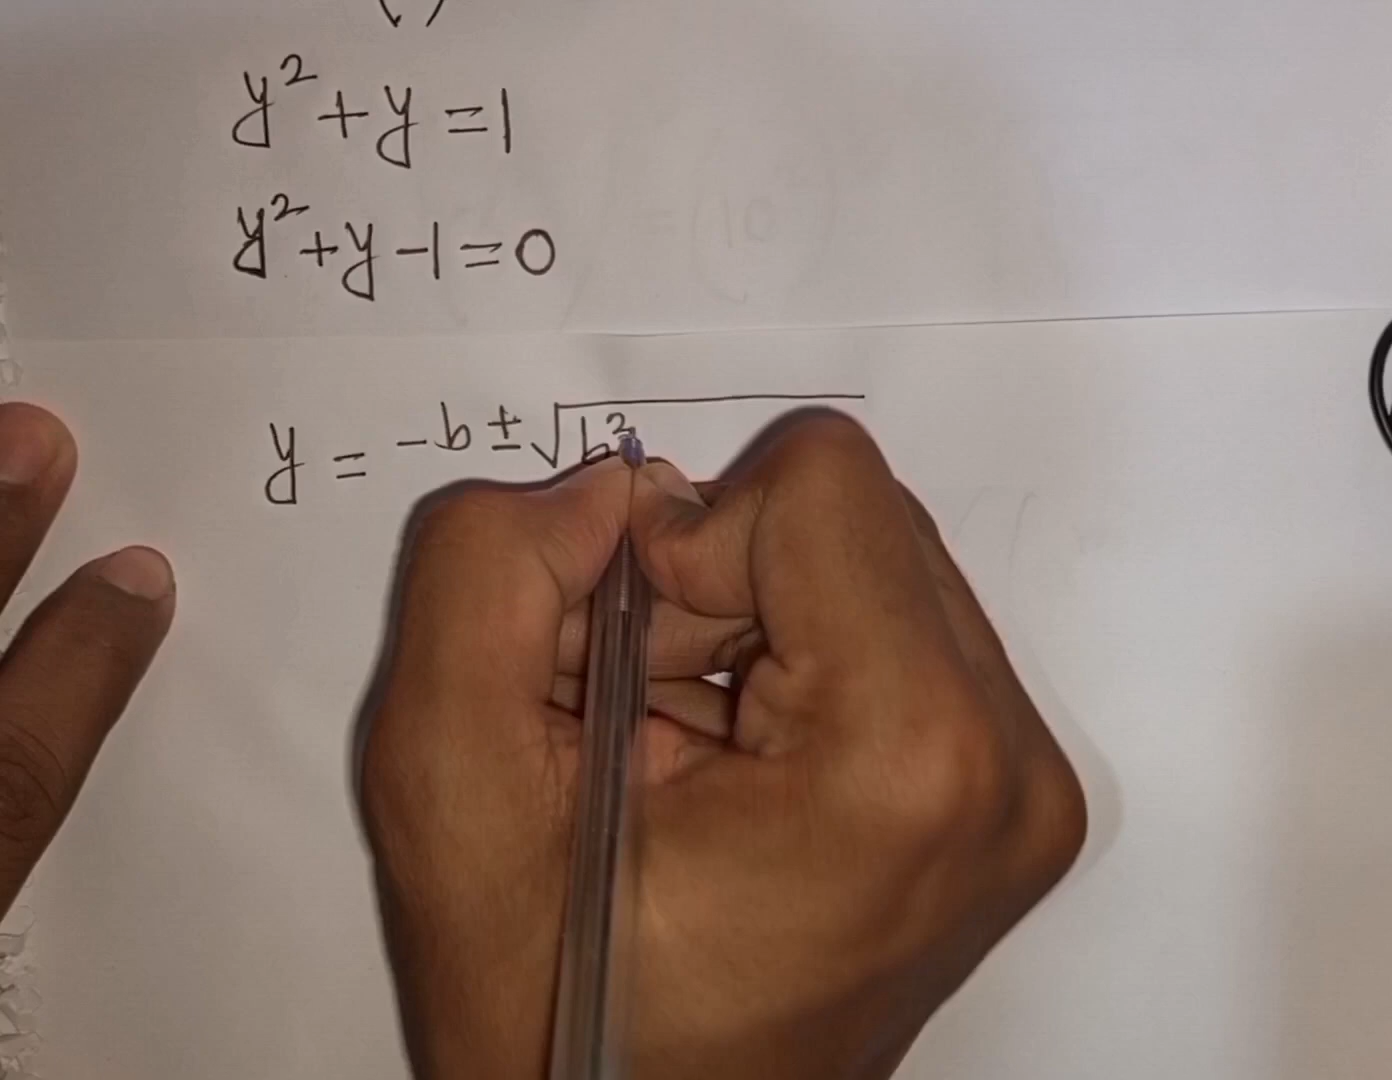 y²+y=1
y²+y-1=0
y = -b ± √b²